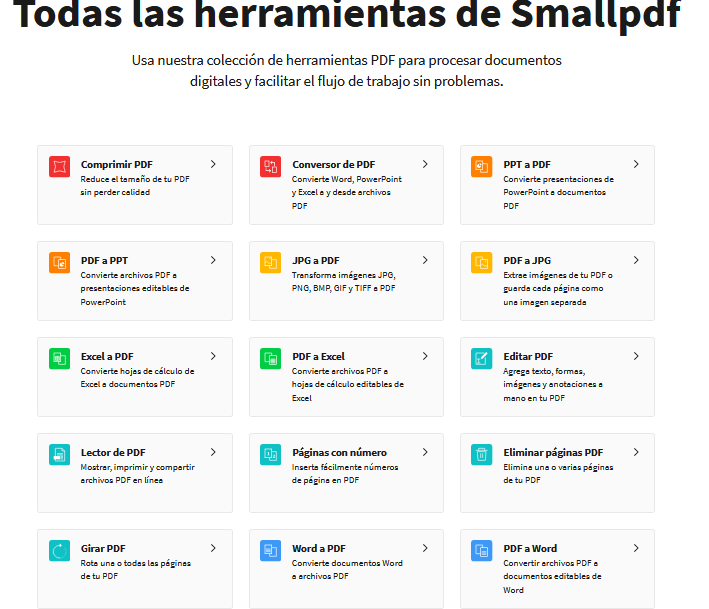 Todas las herramientas de Smallpdf
Usa nuestra colección de herramientas PDF para procesar documentos
digitales y facilitar el flujo de trabajo sin problemas.
Comprimir PDF
Reduce el tamaño de tu PDF
sin perder calidad
Conversor de PDF
Convierte Word, PowerPoint
y Excel a y desde archivos
PDF
PPT a PDF
Convierte presentaciones de
PowerPoint a documentos
PDF
PDF a PPT
Convierte archivos PDF a
presentaciones editables de
PowerPoint
JPG a PDF
Transforma imágenes JPG,
PNG, BMP, GIF y TIFF a PDF
PDF a JPG
Extrae imágenes de tu PDF o
guarda cada página como
una imagen separada
Excel a PDF
Convierte hojas de cálculo de
Excel a documentos PDF
PDF a Excel
Convierte archivos PDF a
hojas de cálculo editables de
Excel
Editar PDF
Agrega texto, formas,
imágenes y anotaciones a
mano en tu PDF
Lector de PDF
Mostrar, imprimir y compartir
archivos PDF en línea
Páginas con número
Inserta fácilmente números
de página en PDF
Eliminar páginas PDF
Elimina una o varias páginas
de tu PDF
Girar PDF
Rota una o todas las páginas
de tu PDF
Word a PDF
Convierte documentos Word
a archivos PDF
PDF a Word
Convertir archivos PDF a
documentos editables de
Word